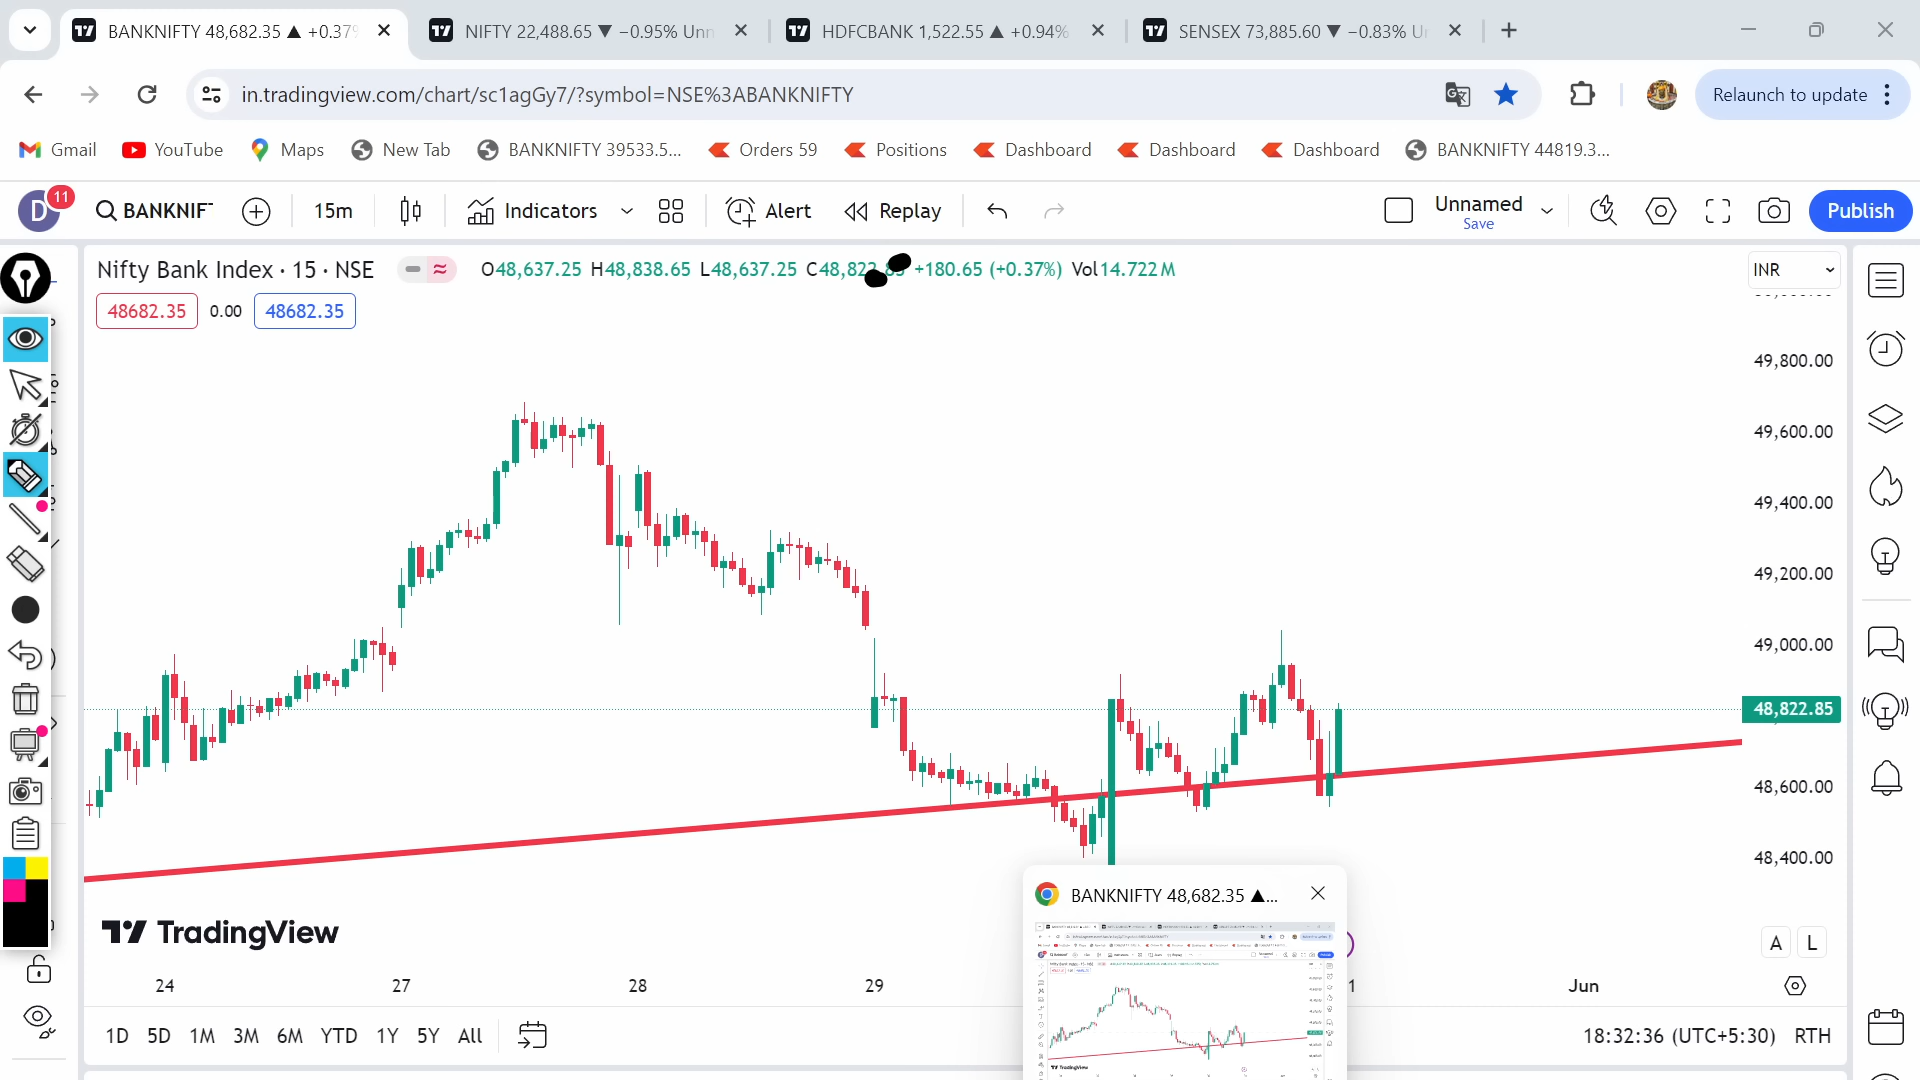 BANKNIFTY 48,682.35 ▲ +0.37%
NIFTY 22,488.65 ▼ −0.95% Unn
HDFCBANK 1,522.55 ▲ +0.94%
SENSEX 73,885.60 ▼ −0.83% U
in.tradingview.com/chart/sc1agGy7/?symbol=NSE%3ABANKNIFTY
Relaunch to update
Gmail
YouTube
Maps
New Tab
BANKNIFTY 39533.5...
Orders 59
Positions
Dashboard
Dashboard
Dashboard
BANKNIFTY 44819.3...
D
11
BANKNIF
15m
Indicators
Alert
Replay
Unnamed
Save
Publish
Nifty Bank Index · 15 · NSE
O48,637.25 H48,838.65 L48,637.25 C48,822.85 +180.65 (+0.37%) Vol14.722 M
INR
48682.35
0.00
48682.35
49,800.00
49,600.00
49,400.00
49,200.00
49,000.00
48,822.85
48,600.00
48,400.00
BANKNIFTY 48,682.35 ▲...
TradingView
A
L
24
27
28
29
1
Jun
1D
5D
1M
3M
6M
YTD
1Y
5Y
All
18:32:36 (UTC+5:30)
RTH